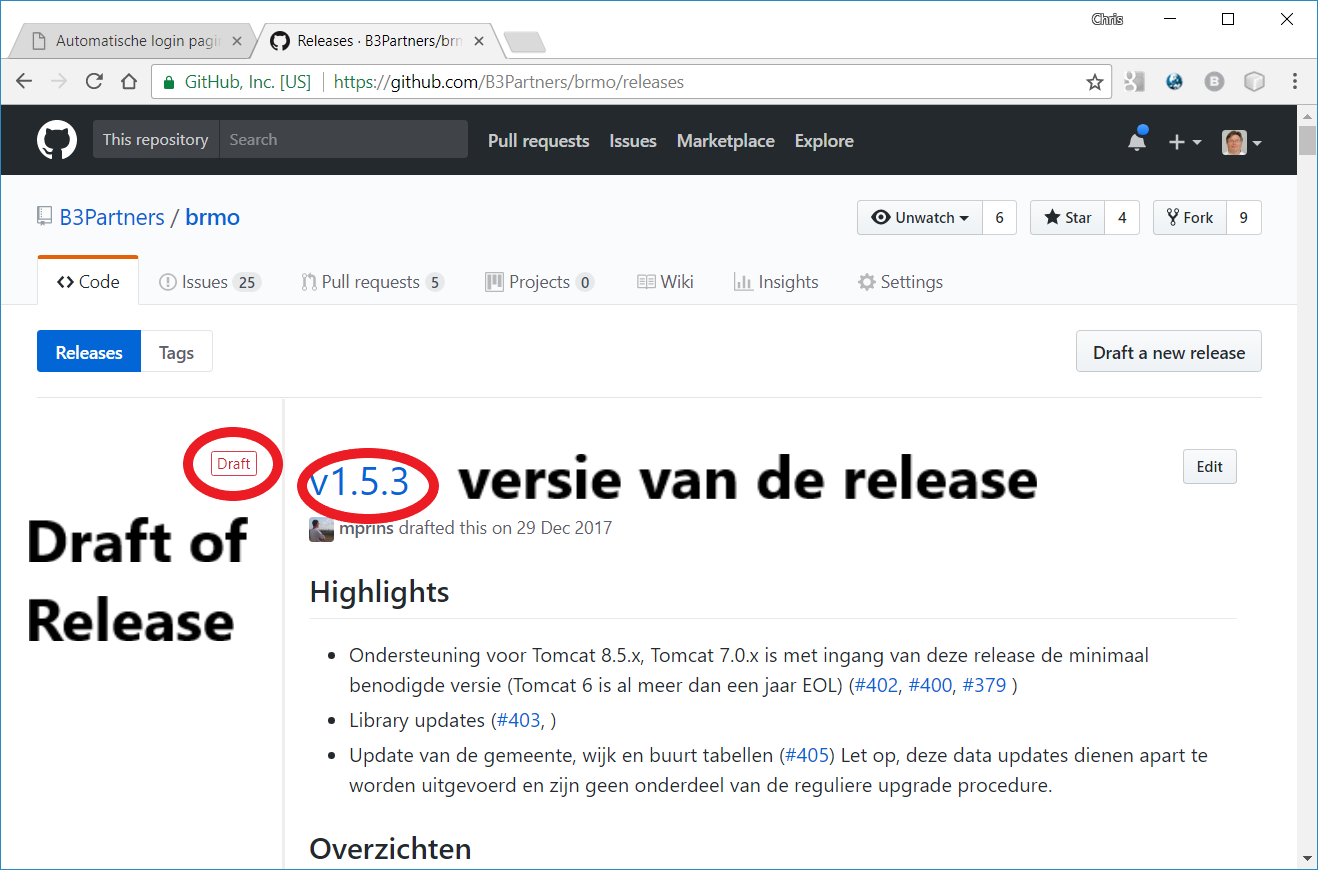 Chris
Automatische login pagi
Releases · B3Partners/brm
GitHub, Inc. [US] https://github.com/B3Partners/brmo/releases
This repository Search Pull requests Issues Marketplace Explore
B3Partners / brmo
Unwatch 6 Star 4 Fork 9
Code Issues 25 Pull requests 5 Projects 0 Wiki Insights Settings
Releases Tags Draft a new release
Draft
v1.5.3 versie van de release
Edit
mprins drafted this on 29 Dec 2017
Draft of
Release
Highlights
Ondersteuning voor Tomcat 8.5.x, Tomcat 7.0.x is met ingang van deze release de minimaal
benodigde versie (Tomcat 6 is al meer dan een jaar EOL) (#402, #400, #379 )
Library updates (#403, )
Update van de gemeente, wijk en buurt tabellen (#405) Let op, deze data updates dienen apart te
worden uitgevoerd en zijn geen onderdeel van de reguliere upgrade procedure.
Overzichten